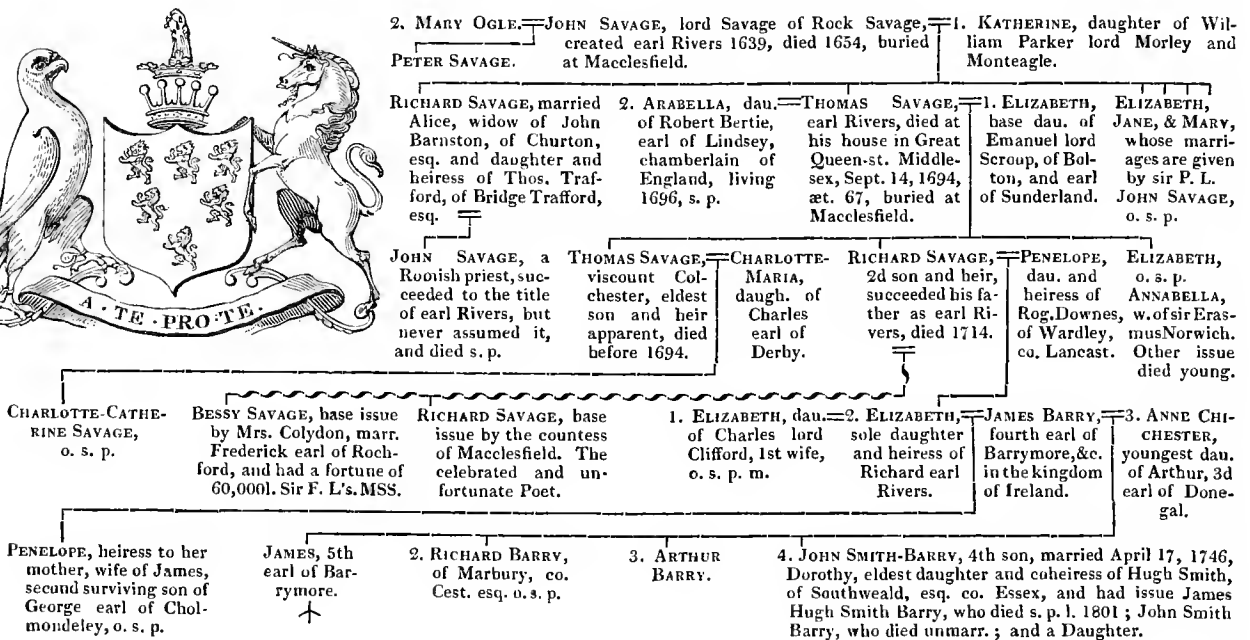 2. MARY OGLE.
PETER SAVAGE.
JOHN SAVAGE, lord Savage of Rock Savage,
created earl Rivers 1639, died 1654, buried
at Macclesfield.
1. KATHERINE, daughter of Wil-
liam Parker lord Morley and
Monteagle.
RICHARD SAVAGE, married
Alice, widow of John
Barnston, of Churton,
esq. and daughter and
heiress of Thos. Traf-
ford, of Bridge Trafford,
esq.
2. ARABELLA, dau.
of Robert Bertie,
earl of Lindsey,
chamberlain of
England, living
1696, s. p.
THOMAS SAVAGE,
earl Rivers, died at
his house in Great
Queen-st. Middle-
sex, Sept. 14, 1694,
æt. 67, buried at
Macclesfield.
1. ELIZABETH,
base dau. of
Emanuel lord
Scroup, of Bol-
ton, and earl
of Sunderland.
ELIZABETH,
JANE, & MARY,
whose marri-
ages are given
by sir P. L.
JOHN SAVAGE,
o. s. p.
A · TE · PRO · TE ·
JOHN SAVAGE, a
Romish priest, suc-
ceeded to the title
of earl Rivers, but
never assumed it,
and died s. p.
THOMAS SAVAGE,
viscount Col-
chester, eldest
son and heir
apparent, died
before 1694.
CHARLOTTE-
MARIA,
daugh. of
Charles
earl of
Derby.
RICHARD SAVAGE,
2d son and heir,
succeeded his fa-
ther as earl Ri-
vers, died 1714.
PENELOPE,
dau. and
heiress of
Rog. Downes,
of Wardley,
co. Lancast.
ELIZABETH,
o. s. p.
ANNABELLA,
w. of sir Eras-
mus Norwich.
Other issue
died young.
CHARLOTTE-CATHE-
RINE SAVAGE,
o. s. p.
BESSY SAVAGE, base issue
by Mrs. Colydon, marr.
Frederick earl of Roch-
ford, and had a fortune of
60,000l. Sir F. L's. MSS.
RICHARD SAVAGE, base
issue by the countess
of Macclesfield. The
celebrated and un-
fortunate Poet.
1. ELIZABETH, dau.
of Charles lord
Clifford, 1st wife,
o. s. p. m.
2. ELIZABETH,
sole daughter
and heiress of
Richard earl
Rivers.
JAMES BARRY,
fourth earl of
Barrymore, &c.
in the kingdom
of Ireland.
3. ANNE CHI-
CHESTER,
youngest dau.
of Arthur, 3d
earl of Done-
gal.
PENELOPE, heiress to her
mother, wife of James,
second surviving son of
George earl of Chol-
mondeley, o. s. p.
JAMES, 5th
earl of Bar-
rymore.
2. RICHARD BARRY,
of Marbury, co.
Cest. esq. o. s. p.
3. ARTHUR
BARRY.
4. JOHN SMITH-BARRY, 4th son, married April 17, 1746,
Dorothy, eldest daughter and coheiress of Hugh Smith,
of Southweald, esq. co. Essex, and had issue James
Hugh Smith Barry, who died s. p. l. 1801 ; John Smith
Barry, who died unmarr. ; and a Daughter.